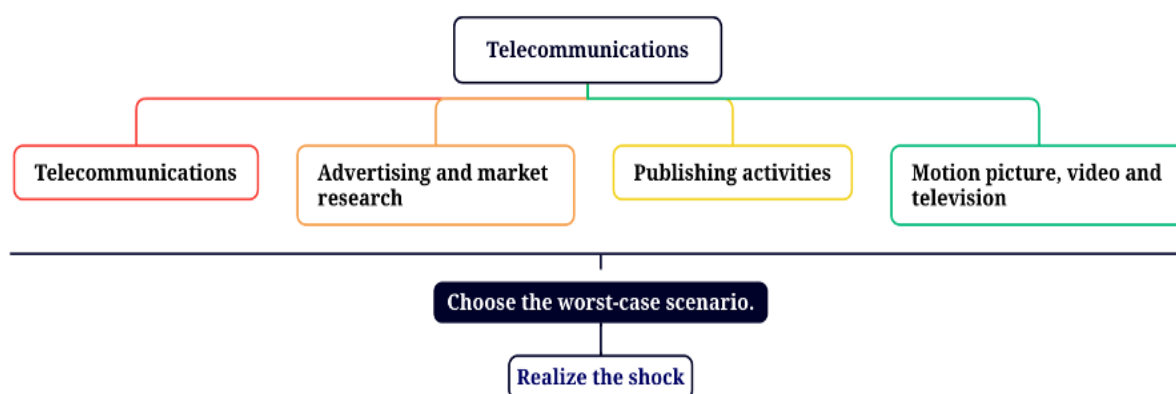 Telecommunications
Telecommunications
Advertising and market
research
Publishing activities
Motion picture, video and
television
Choose the worst-case scenario.
Realize the shock